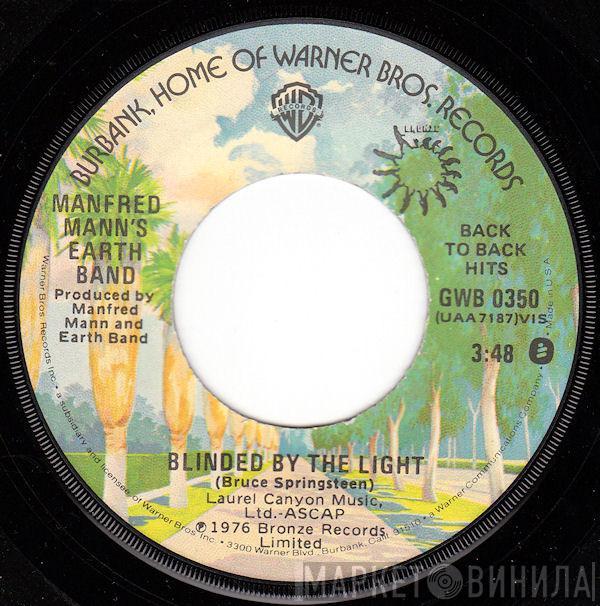 BURBANK, HOME OF WARNER BROS. RECORDS
WB
RECORDS
BRONZE
MANFRED
MANN'S
EARTH
BAND
Produced by
Manfred
Mann and
Earth Band
BACK
TO BACK
HITS
GWB 0350
(UAA7187)VIS
3:48
BLINDED BY THE LIGHT
(Bruce Springsteen)
Laurel Canyon Music,
Ltd.-ASCAP
℗1976 Bronze Records
Limited
Warner Bros. Records Inc. • a subsidiary and licensee of Warner Bros. Inc. • 3300 Warner Blvd., Burbank, Calif. 91510 • a Warner Communications Company • Made in U.S.A.
МАРКЕТ ВИНИЛА